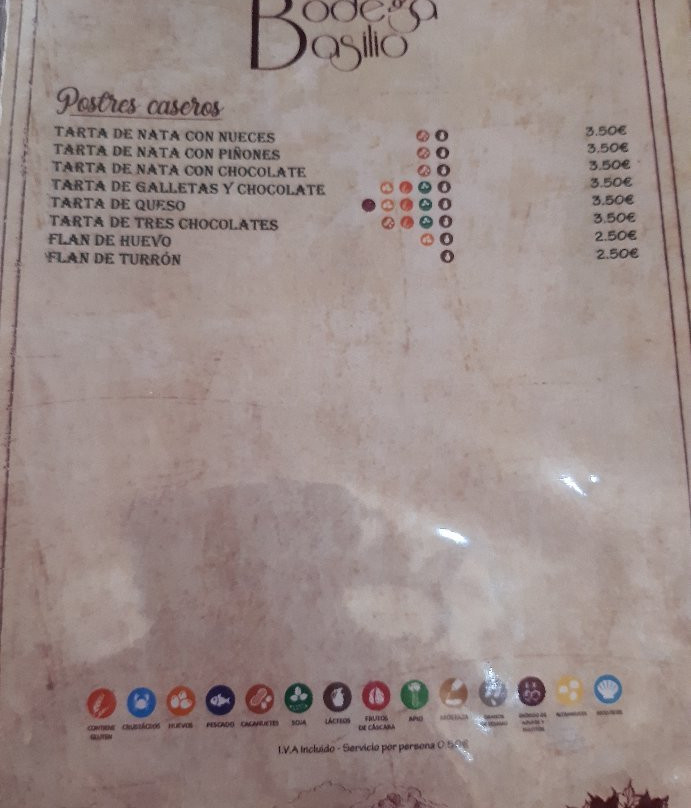 Bodega
Basilio
Postres caseros
TARTA DE NATA CON NUECES 3.50€
TARTA DE NATA CON PIÑONES 3.50€
TARTA DE NATA CON CHOCOLATE 3.50€
TARTA DE GALLETAS Y CHOCOLATE 3.50€
TARTA DE QUESO 3.50€
TARTA DE TRES CHOCOLATES 3.50€
FLAN DE HUEVO 2.50€
FLAN DE TURRÓN 2.50€
CONTIENE GLUTEN
CRUSTÁCEOS
HUEVOS
PESCADO
CACAHUETES
SOJA
LÁCTEOS
FRUTOS DE CÁSCARA
APIO
MOSTAZA
I.V.A Incluido - Servicio por persona 0.50€